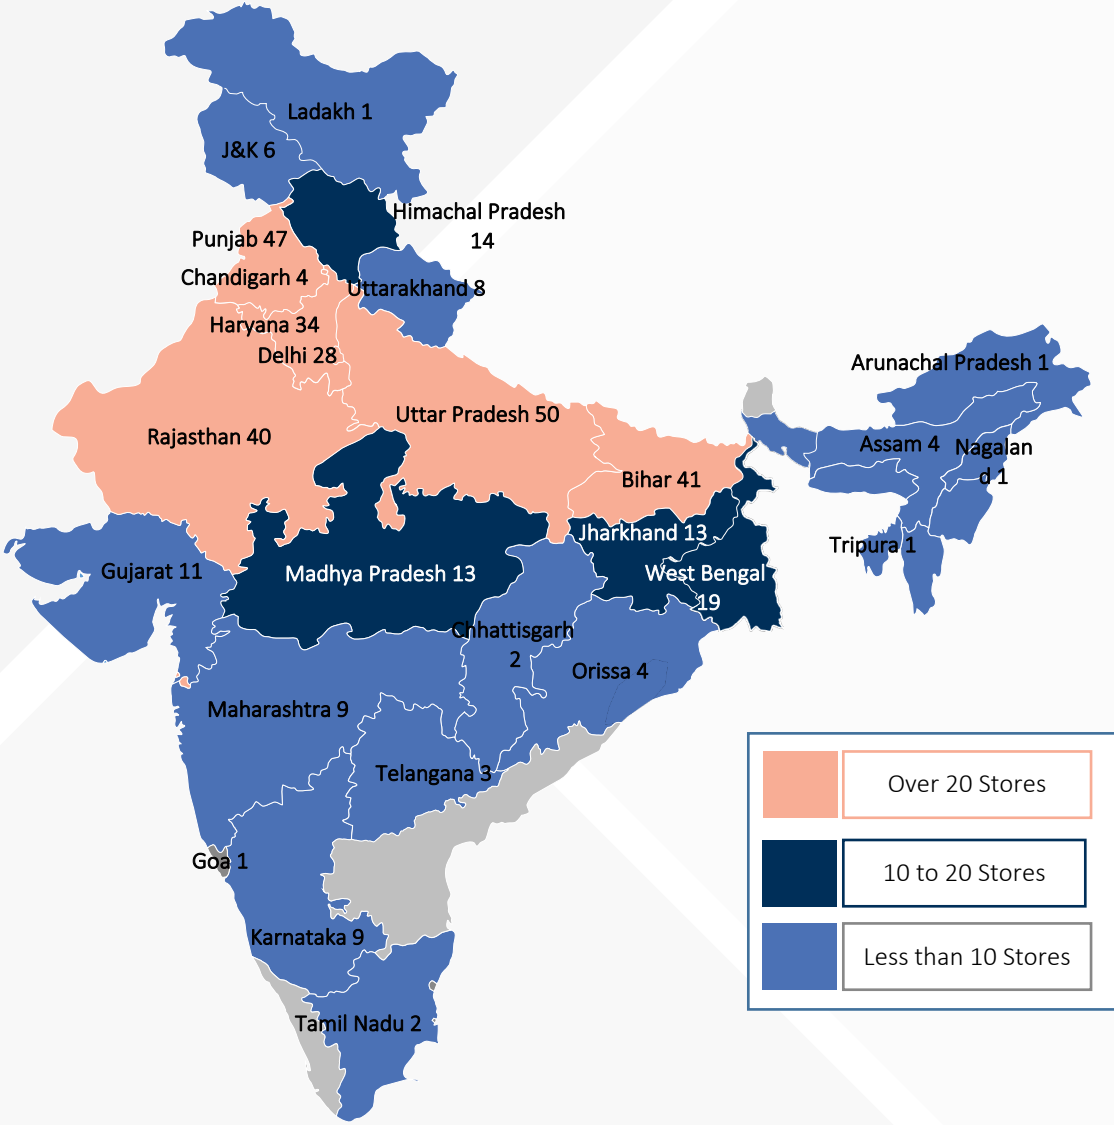 Ladakh 1
J&K 6
Himachal Pradesh
14
Punjab 47
Chandigarh 4
Uttarakhand 8
Haryana 34
Delhi 28
Arunachal Pradesh 1
Uttar Pradesh 50
Rajasthan 40
Assam 4
Nagalan
d 1
Bihar 41
Jharkhand 13
Tripura 1
Gujarat 11
Madhya Pradesh 13
West Bengal
19
Chhattisgarh
2
Orissa 4
Maharashtra 9
Telangana 3
Over 20 Stores
Goa 1
10 to 20 Stores
Karnataka 9
Less than 10 Stores
Tamil Nadu 2